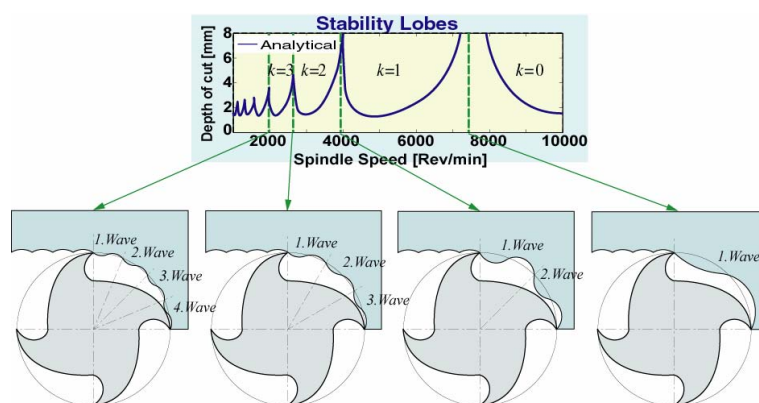 Stability Lobes
Depth of cut [mm]
8
6
4
2
0
Analytical
k=3
k=2
k=1
k=0
2000
4000
6000
8000
10000
Spindle Speed [Rev/min]
1.Wave
2.Wave
3.Wave
4.Wave
1.Wave
2.Wave
3.Wave
1.Wave
2.Wave
1.Wave